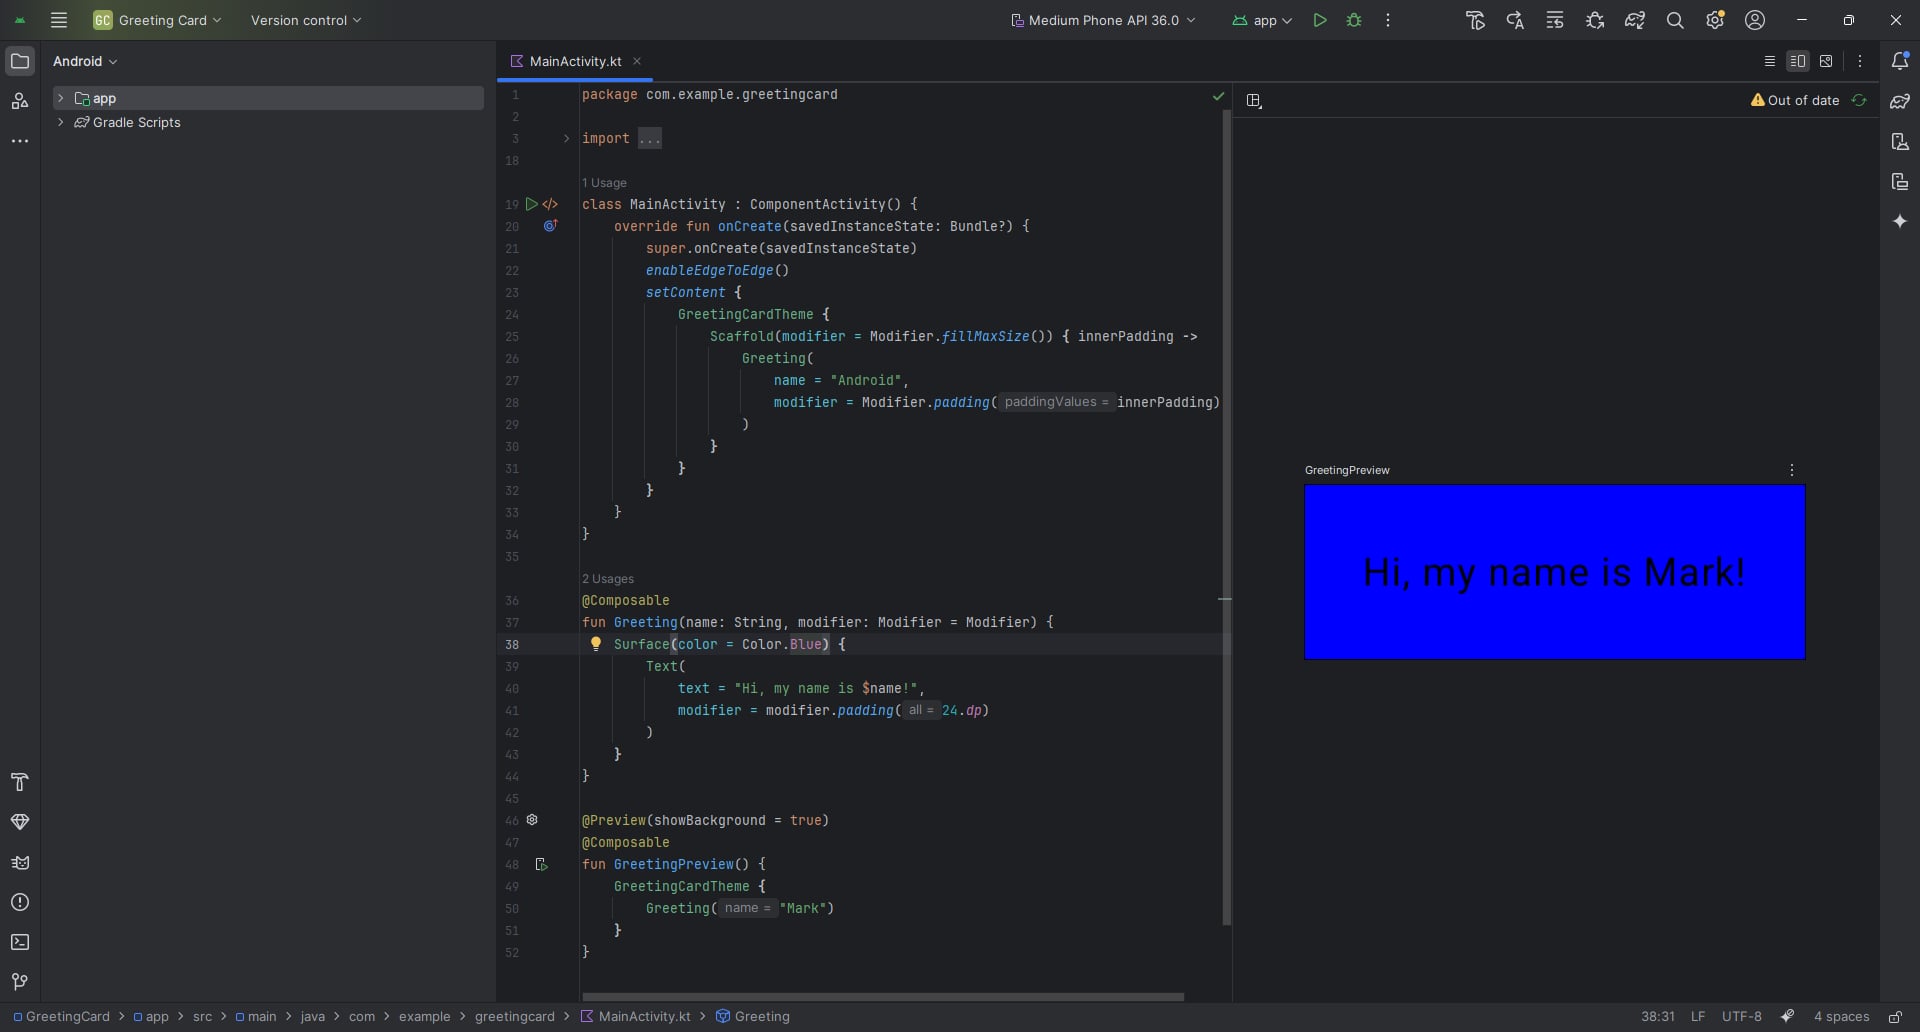 GC Greeting Card Version control Medium Phone API 36.0 app
Android
app
Gradle Scripts
MainActivity.kt
Out of date
1 package com.example.greetingcard
2
3 import ...
18
1 Usage
19 class MainActivity : ComponentActivity() {
20 override fun onCreate(savedInstanceState: Bundle?) {
21 super.onCreate(savedInstanceState)
22 enableEdgeToEdge()
23 setContent {
24 GreetingCardTheme {
25 Scaffold(modifier = Modifier.fillMaxSize()) { innerPadding ->
26 Greeting(
27 name = "Android",
28 modifier = Modifier.padding( paddingValues = innerPadding)
29 )
30 }
31 }
32 }
33 }
34 }
35
2 Usages
36 @Composable
37 fun Greeting(name: String, modifier: Modifier = Modifier) {
38 Surface(color = Color.Blue) {
39 Text(
40 text = "Hi, my name is $name!",
41 modifier = modifier.padding( all = 24.dp)
42 )
43 }
44 }
45
46 @Preview(showBackground = true)
47 @Composable
48 fun GreetingPreview() {
49 GreetingCardTheme {
50 Greeting( name = "Mark")
51 }
52 }
GreetingPreview
Hi, my name is Mark!
GreetingCard > app > src > main > java > com > example > greetingcard > MainActivity.kt > Greeting 38:31 LF UTF-8 4 spaces